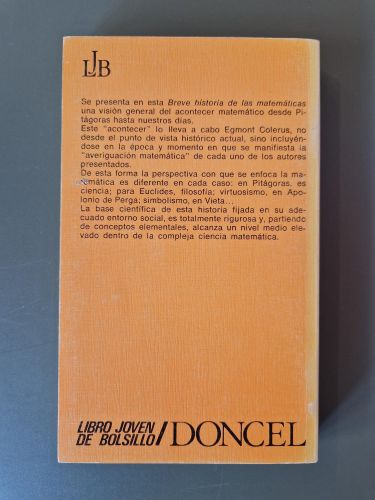 LJB
Se presenta en esta Breve historia de las matemáticas
una visión general del acontecer matemático desde Pi-
tágoras hasta nuestros días.
Este "acontecer" lo lleva a cabo Egmont Colerus, no
desde el punto de vista histórico actual, sino incluyén-
dose en la época y momento en que se manifiesta la
"averiguación matemática" de cada uno de los autores
presentados.
De esta forma la perspectiva con que se enfoca la ma-
temática es diferente en cada caso: en Pitágoras. es
ciencia; para Euclides, filosofía; virtuosismo, en Apo-
lonio de Perga; simbolismo, en Vieta...
La base científica de esta historia fijada en su ade-
cuado entorno social, es totalmente rigurosa y, partiendo
de conceptos elementales, alcanza un nivel medio ele-
vado dentro de la compleja ciencia matemática.
LIBRO JOVEN
DE BOLSILLO/DONCEL